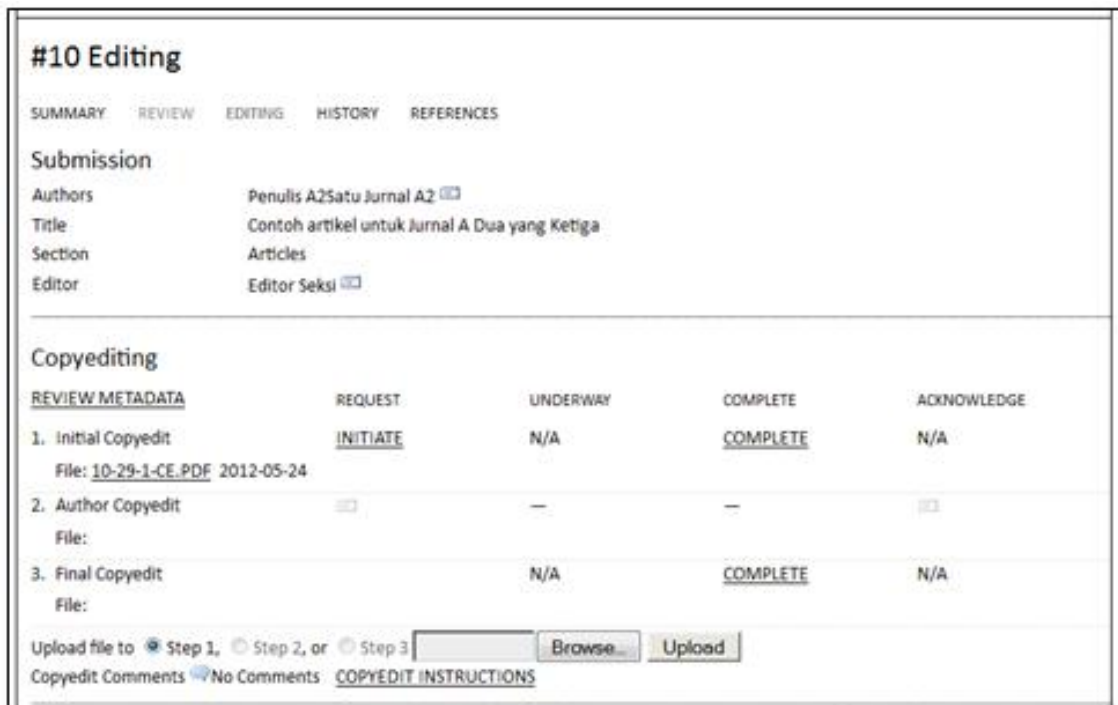 #10 Editing
SUMMARY REVIEW EDITING HISTORY REFERENCES
Submission
Authors Penulis A2Satu Jurnal A2
Title Contoh artikel untuk Jurnal A Dua yang Ketiga
Section Articles
Editor Editor Seksi
Copyediting
REVIEW METADATA REQUEST UNDERWAY COMPLETE ACKNOWLEDGE
1. Initial Copyedit INITIATE N/A COMPLETE N/A
File: 10-29-1-CE.PDF 2012-05-24
2. Author Copyedit — —
File:
3. Final Copyedit N/A COMPLETE N/A
File:
Upload file to Step 1, Step 2, or Step 3 Browse... Upload
Copyedit Comments No Comments COPYEDIT INSTRUCTIONS